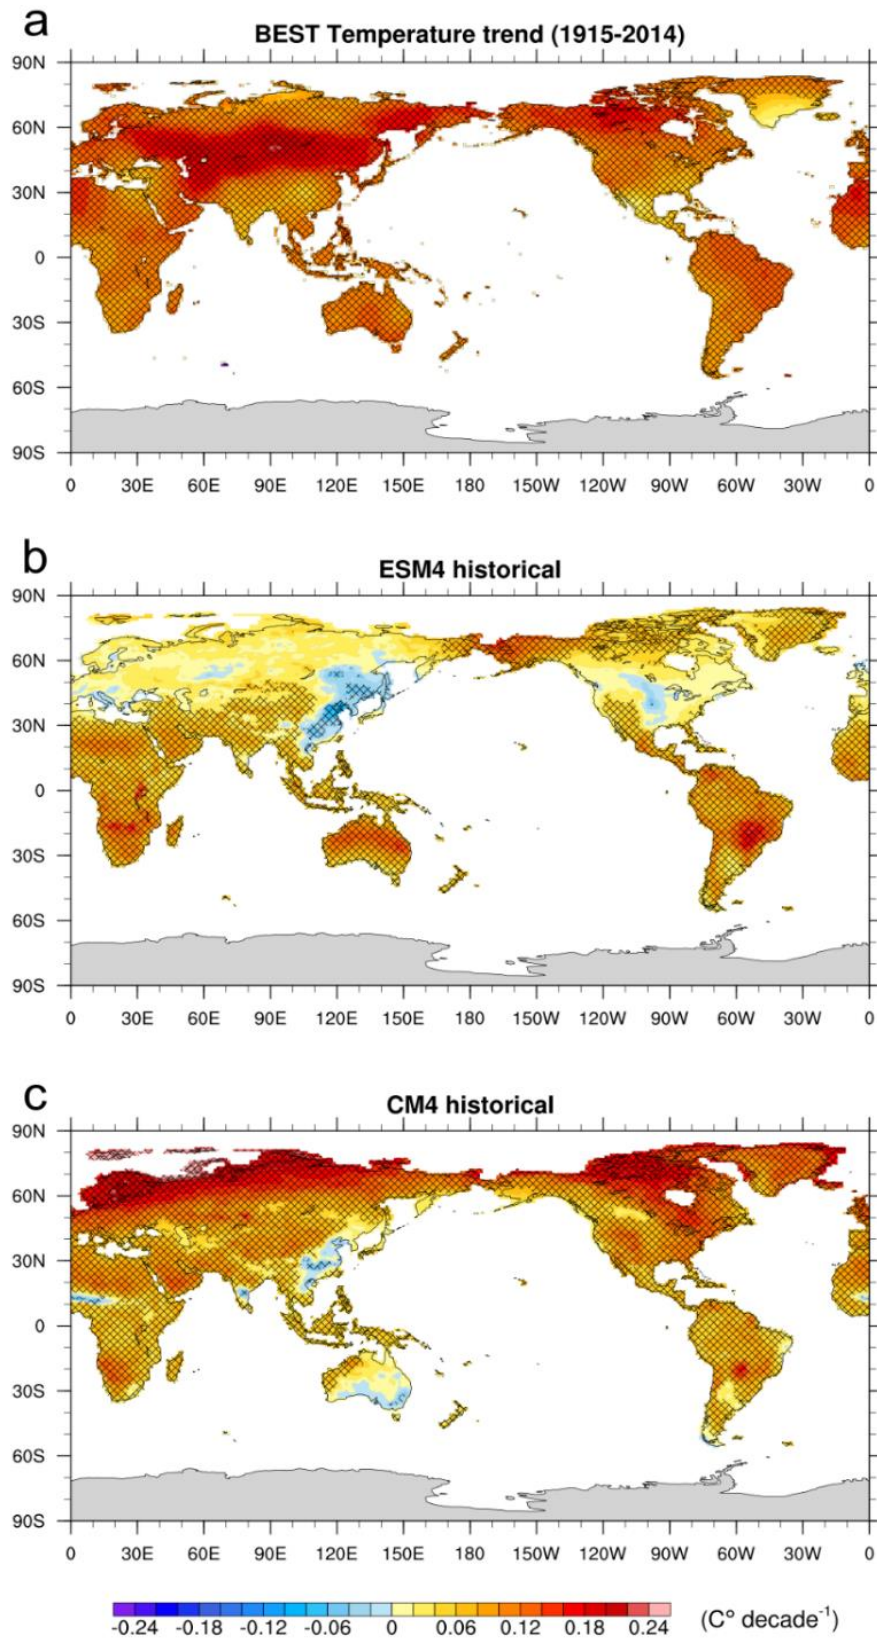 a
BEST Temperature trend (1915-2014)
90N
60N
30N
0
30S
60S
90S
0 30E 60E 90E 120E 150E 180 150W 120W 90W 60W 30W 0
b
ESM4 historical
90N
60N
30N
0
30S
60S
90S
0 30E 60E 90E 120E 150E 180 150W 120W 90W 60W 30W 0
c
CM4 historical
90N
60N
30N
0
30S
60S
90S
0 30E 60E 90E 120E 150E 180 150W 120W 90W 60W 30W 0
-0.24 -0.18 -0.12 -0.06 0 0.06 0.12 0.18 0.24 (C° decade⁻¹)